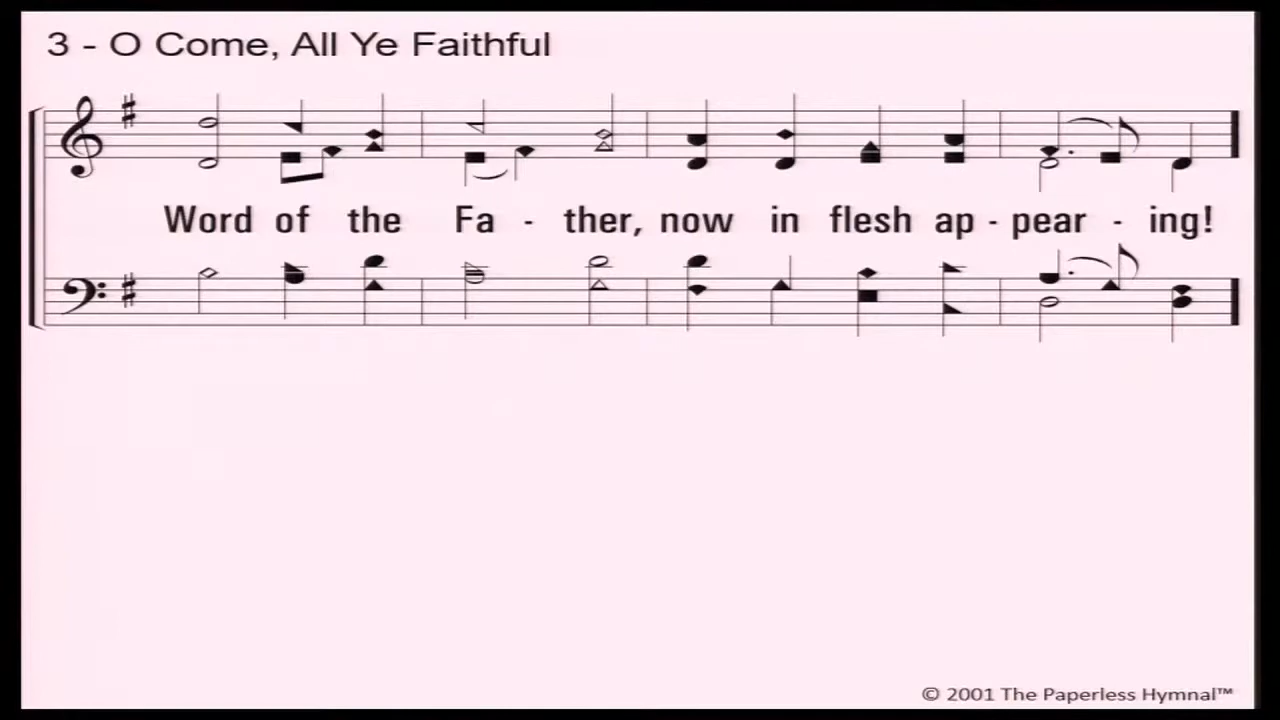 3 - O Come, All Ye Faithful
Word of the Fa - ther, now in flesh ap - pear - ing!
© 2001 The Paperless Hymnal™